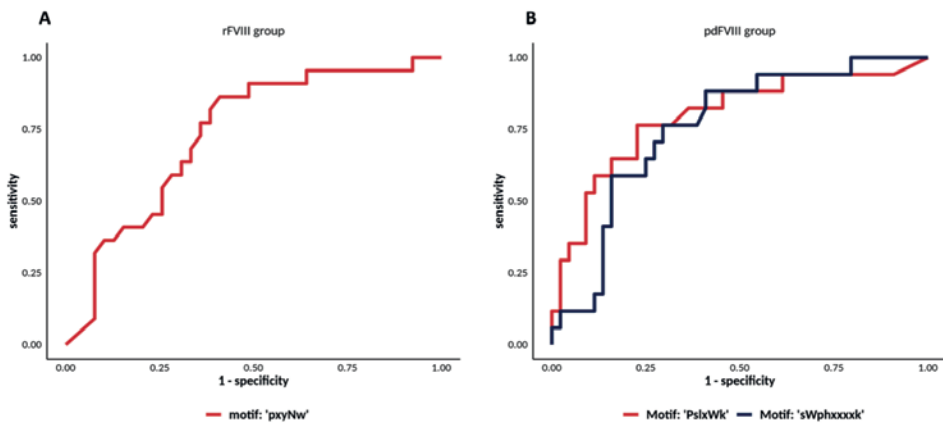 A
rFVIII group
1.00
0.75
0.50
0.25
0.00
sensitivity
0.00 0.25 0.50 0.75 1.00
1 - specificity
motif: 'pxyNw'
B
pdFVIII group
1.00
0.75
0.50
0.25
0.00
sensitivity
0.00 0.25 0.50 0.75 1.00
1 - specificity
Motif: 'PslxWk' Motif: 'sWphxxxxk'